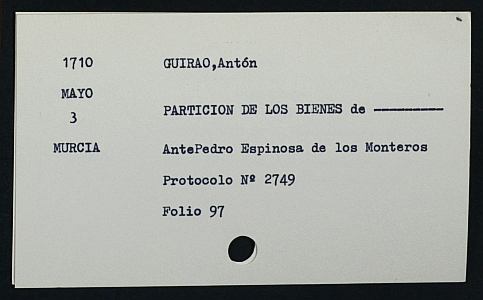 1710 GUIRAO,Antón
MAYO
3 PARTICION DE LOS BIENES de —————
MURCIA AntePedro Espinosa de los Monteros
Protocolo Nº 2749
Folio 97